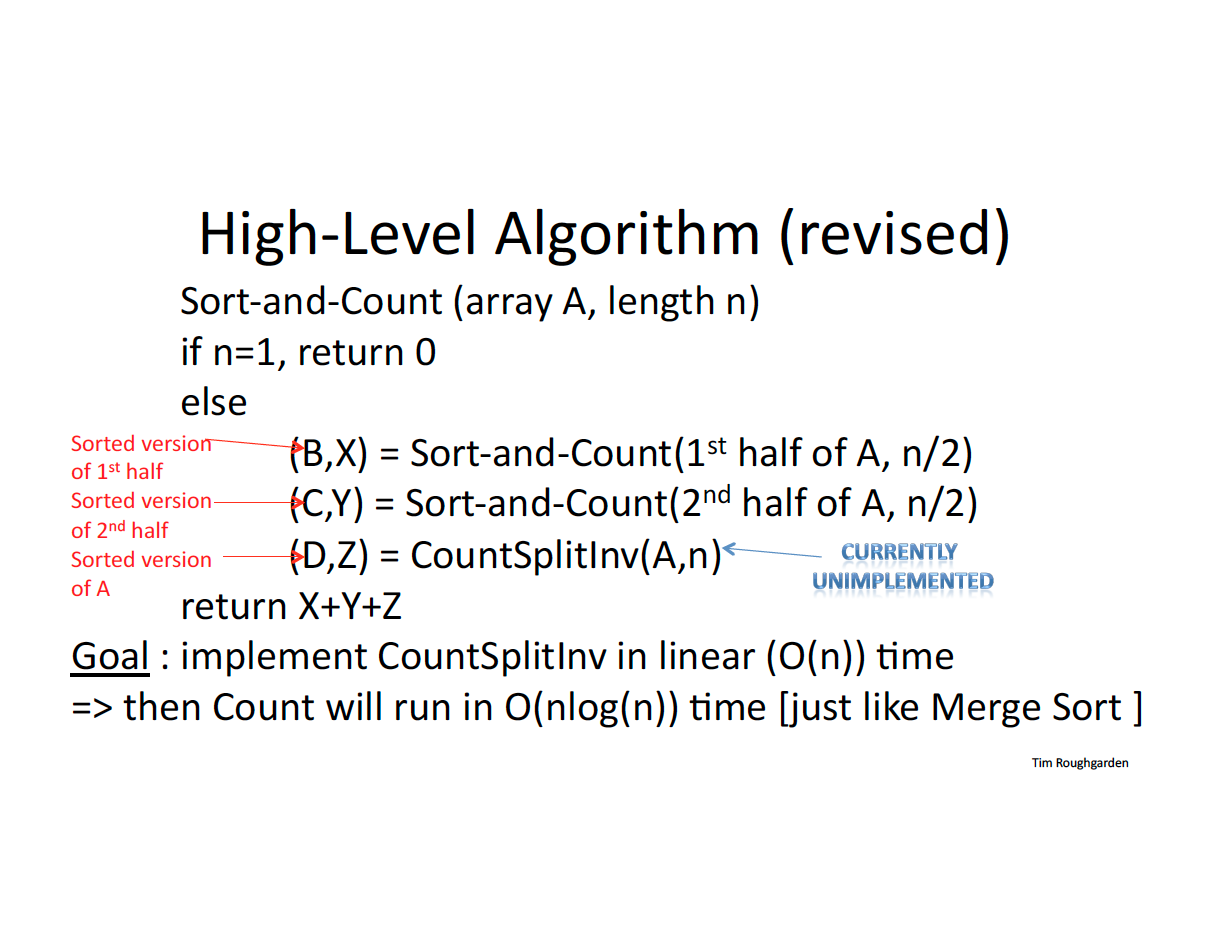 High-Level Algorithm (revised)
Sort-and-Count (array A, length n)
if n=1, return 0
else
Sorted version
of 1st half
(B,X) = Sort-and-Count(1st half of A, n/2)
Sorted version
of 2nd half
(C,Y) = Sort-and-Count(2nd half of A, n/2)
Sorted version
of A
(D,Z) = CountSplitInv(A,n)
CURRENTLY
UNIMPLEMENTED
return X+Y+Z
Goal : implement CountSplitInv in linear (O(n)) time
=> then Count will run in O(nlog(n)) time [just like Merge Sort ]
Tim Roughgarden